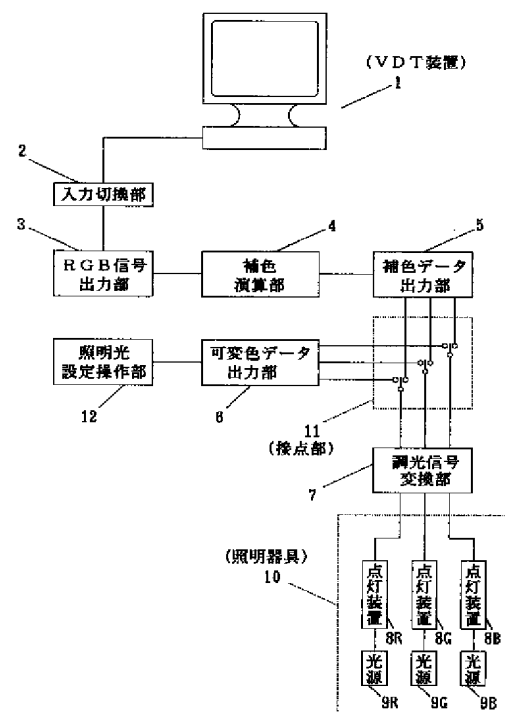 (VDT装置)
1
2
入力切換部
3
RGB信号
出力部
4
補色
演算部
5
補色データ
出力部
照明光
設定操作部
12
可変色データ
出力部
6
11
(接点部)
調光信号
変換部
7
(照明器具)
10
点灯装置
8R
点灯装置
8G
点灯装置
8B
光源
9R
光源
9G
光源
9B